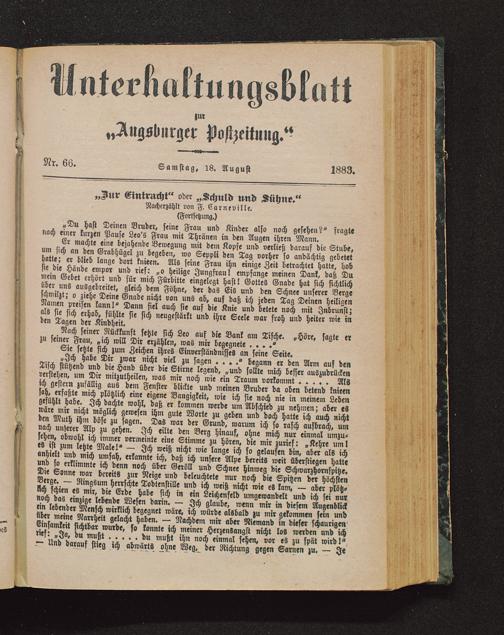 Unterhaltungsblatt
zur
„Augsburger Postzeitung.“
Nr. 66. Samstag, 18. August 1883.
„Zur Eintracht“ oder „Schuld und Sühne.“
Nacherzählt von F. Carneville.
(Fortsetzung.)
„Du hast Deinen Bruder, seine Frau und Kinder also noch gesehen?“ fragte
nach einer kurzen Pause Leo's Frau mit Thränen in den Augen ihren Mann.
Er machte eine bejahende Bewegung mit dem Kopfe und verließ darauf die Stube,
um sich an den Grabhügel zu begeben, wo Seppli den Tag vorher so andächtig gebetet
hatte; er blieb lange dort knieen. Als seine Frau ihn einige Zeit betrachtet hatte, hob
sie die Hände empor und rief: „o heilige Jungfrau! empfange meinen Dank, daß Du
mein Gebet erhört und für mich Fürbitte eingelegt hast! Gottes Gnade hat sich sichtlich
über uns ausgebreitet, gleich dem Föhne, der das Eis und den Schnee unserer Berge
schmilzt; o ziehe Deine Gnade nicht von uns ab, auf daß ich jeden Tag Deinen heiligen
Namen preisen kann!“ Dann fiel auch sie auf die Knie und betete noch mit Inbrunst;
als sie sich erhob, fühlte sie sich neugestärkt und ihre Seele war froh und heiter wie in
den Tagen der Kindheit.
Nach seiner Rückkunft setzte sich Leo auf die Bank am Tische. „Höre, sagte er
zu seiner Frau, „ich will Dir erzählen, was mir begegnete . . . .“
Sie setzte sich zum Zeichen ihres Einverständnisses an seine Seite.
„Ich habe Dir zwar nicht viel zu sagen . . . .“ begann er den Arm auf den
Tisch stützend und die Hand über die Stirne legend, „und sollte mich besser auszudrücken
verstehen, um Dir mitzutheilen, was mir noch wie ein Traum vorkommt . . . . . Als
ich gestern zufällig aus dem Fenster blickte und meinen Bruder da oben betend knieen
sah, erfaßte mich plötzlich eine eigene Bangigkeit, wie ich sie noch nie in meinem Leben
gefühlt habe. Ich dachte wohl, daß er kommen werde um Abschied zu nehmen; aber es
wäre mir nicht möglich gewesen ihm gute Worte zu geben und doch hatte ich auch nicht
den Muth ihm böse zu sagen. Das war der Grund, warum ich so rasch aufbrach, um
nach unserer Alp zu gehen. Ich eilte den Berg hinauf, ohne mich nur einmal umzu-
sehen, obwohl ich immer vermeinte eine Stimme zu hören, die mir zurief: „Kehre um!
es ist zum letzte Male!“ — Ich weiß nicht wie lange ich so gelaufen bin, aber als ich
anhielt und mich umsah, erkannte ich, daß ich unsere Alpe bereits weit überstiegen hatte
und so erklimmte ich denn noch über Geröll und Schnee hinweg die Schwarzhornspitze.
Die Sonne war bereits zur Neige und beleuchtete nur noch die Spitzen der höchsten
Berge. — Ringsum herrschte Todtenstille und ich weiß nicht wie es kam, — aber plötz-
lich schien es mir, die Erde habe sich in ein Leichenfeld umgewandelt und ich sei nur
noch das einzige lebende Wesen darin. — Ich glaube, wenn mir in diesem Augenblick
ein lebender Mensch wirklich begegnet wäre, ich würde alsbald zu mir gekommen sein und
über meine Narrheit gelacht haben. — Nachdem mir aber Niemand in dieser schaurigen
Einsamkeit sichtbar wurde, so konnte ich meiner Herzensangst nicht los werden und ich
rief: „Ja, du mußt . . . . . du mußt ihn noch einmal sehen, vor es zu spät wird!“
— Und darauf stieg ich abwärts ohne Weg, der Richtung gegen Sarnen zu. — Je